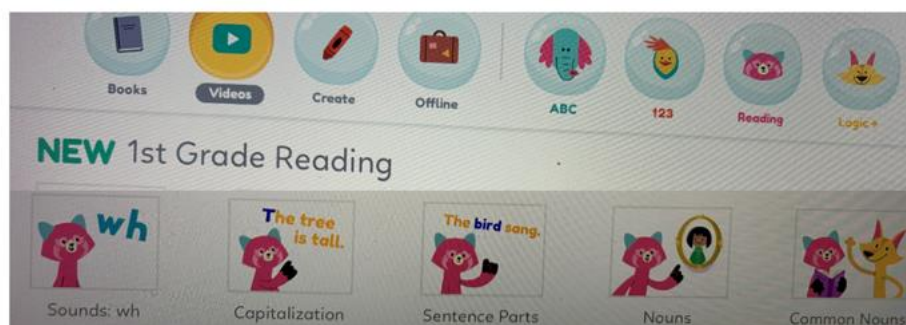 Books
Videos
Create
Offline
ABC
123
Reading
Logic+
NEW 1st Grade Reading
wh
The tree
is tall.
The bird sang.
Sounds: wh
Capitalization
Sentence Parts
Nouns
Common Nouns